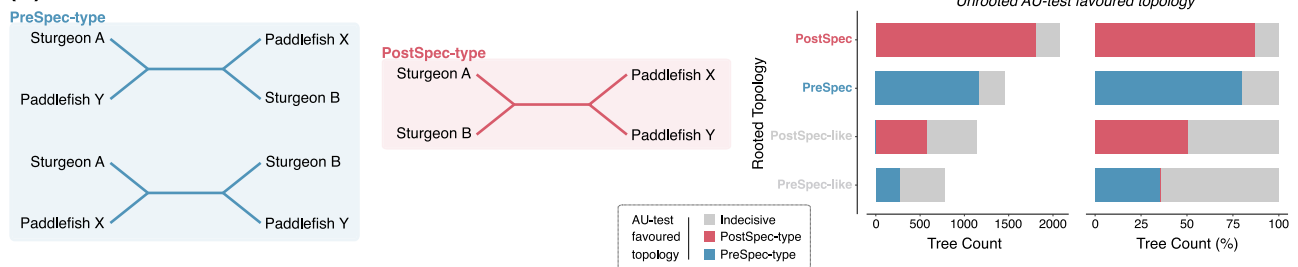 PreSpec-type
Sturgeon A
Paddlefish X
Paddlefish Y
Sturgeon B
Sturgeon A
Sturgeon B
Paddlefish X
Paddlefish Y
PostSpec-type
Sturgeon A
Paddlefish X
Sturgeon B
Paddlefish Y
AU-test
favoured
topology
Indecisive
PostSpec-type
PreSpec-type
Unrooted AU-test favoured topology
Rooted Topology
PostSpec
PreSpec
PostSpec-like
PreSpec-like
0 500 1000 1500 2000
Tree Count
0 25 50 75 100
Tree Count (%)